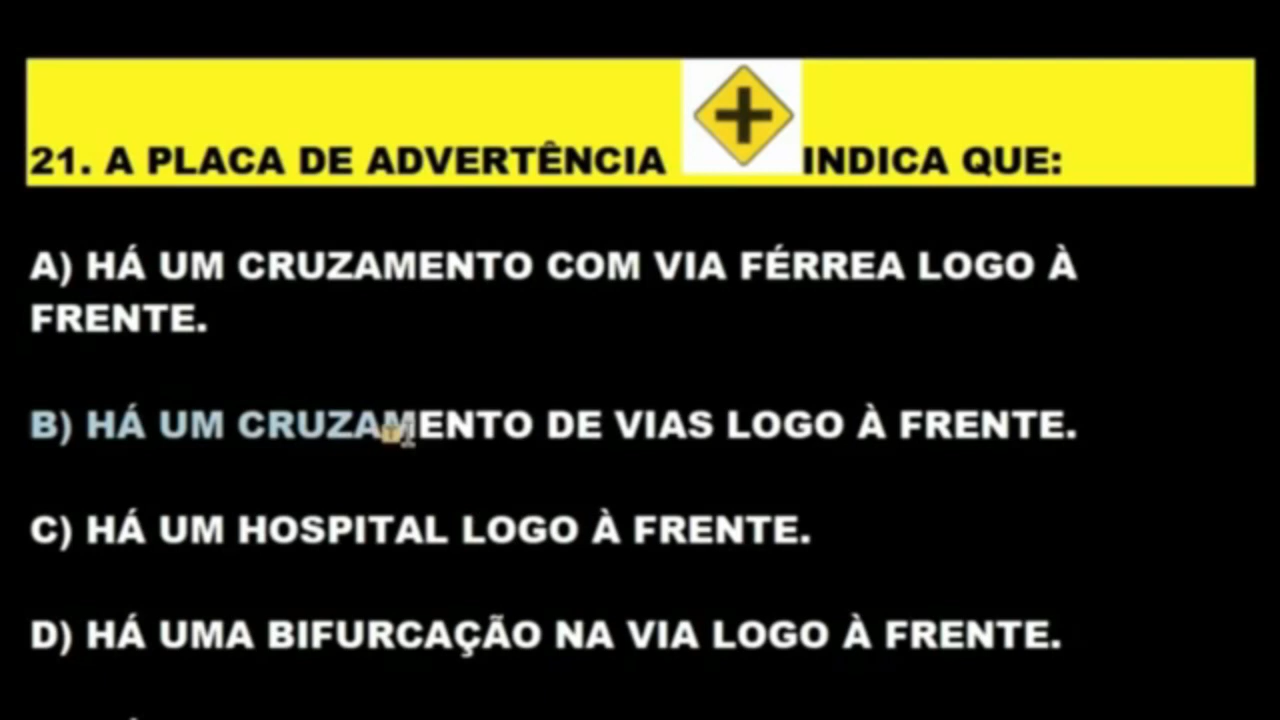 21. A PLACA DE ADVERTÊNCIA INDICA QUE:
A) HÁ UM CRUZAMENTO COM VIA FÉRREA LOGO À
FRENTE.
B) HÁ UM CRUZAMENTO DE VIAS LOGO À FRENTE.
C) HÁ UM HOSPITAL LOGO À FRENTE.
D) HÁ UMA BIFURCAÇÃO NA VIA LOGO À FRENTE.